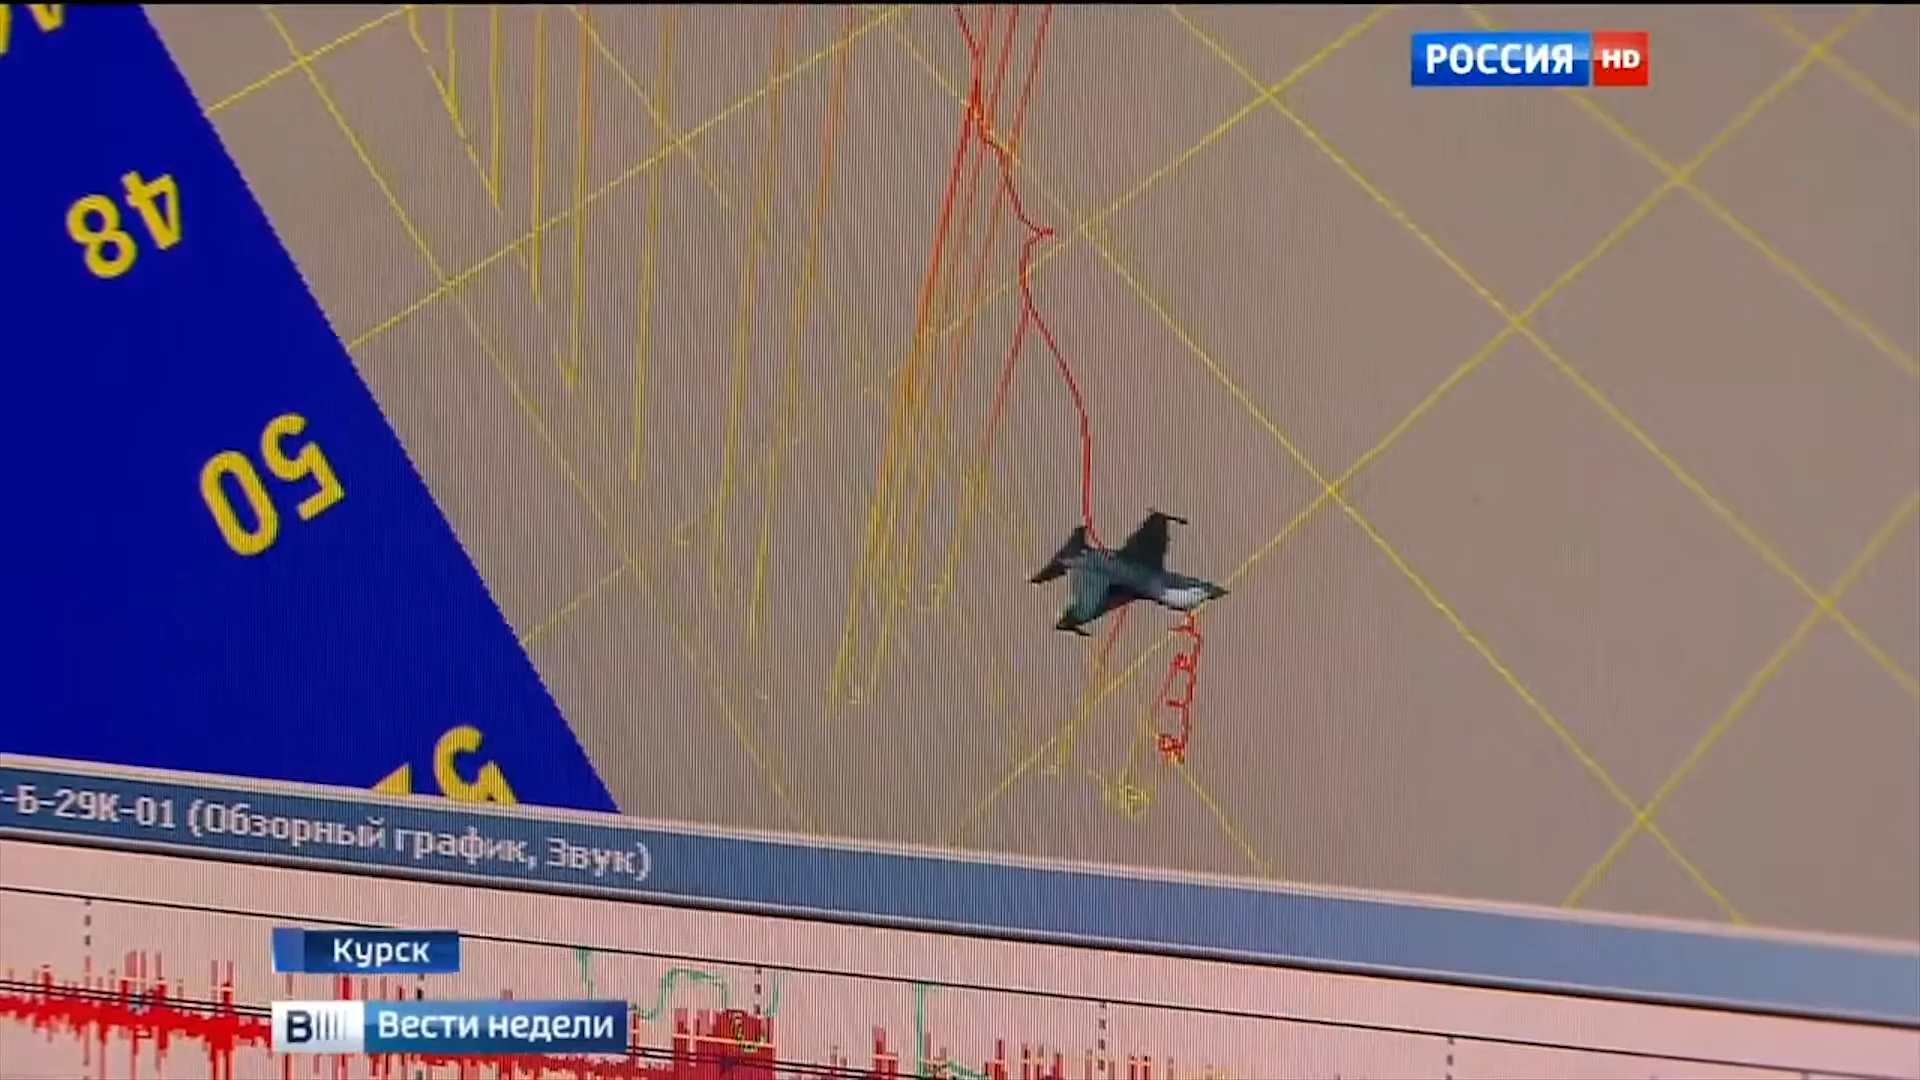 РОССИЯ HD
48
50
-Б-29К-01 (Обзорный график, Звук)
Курск
В Вести недели